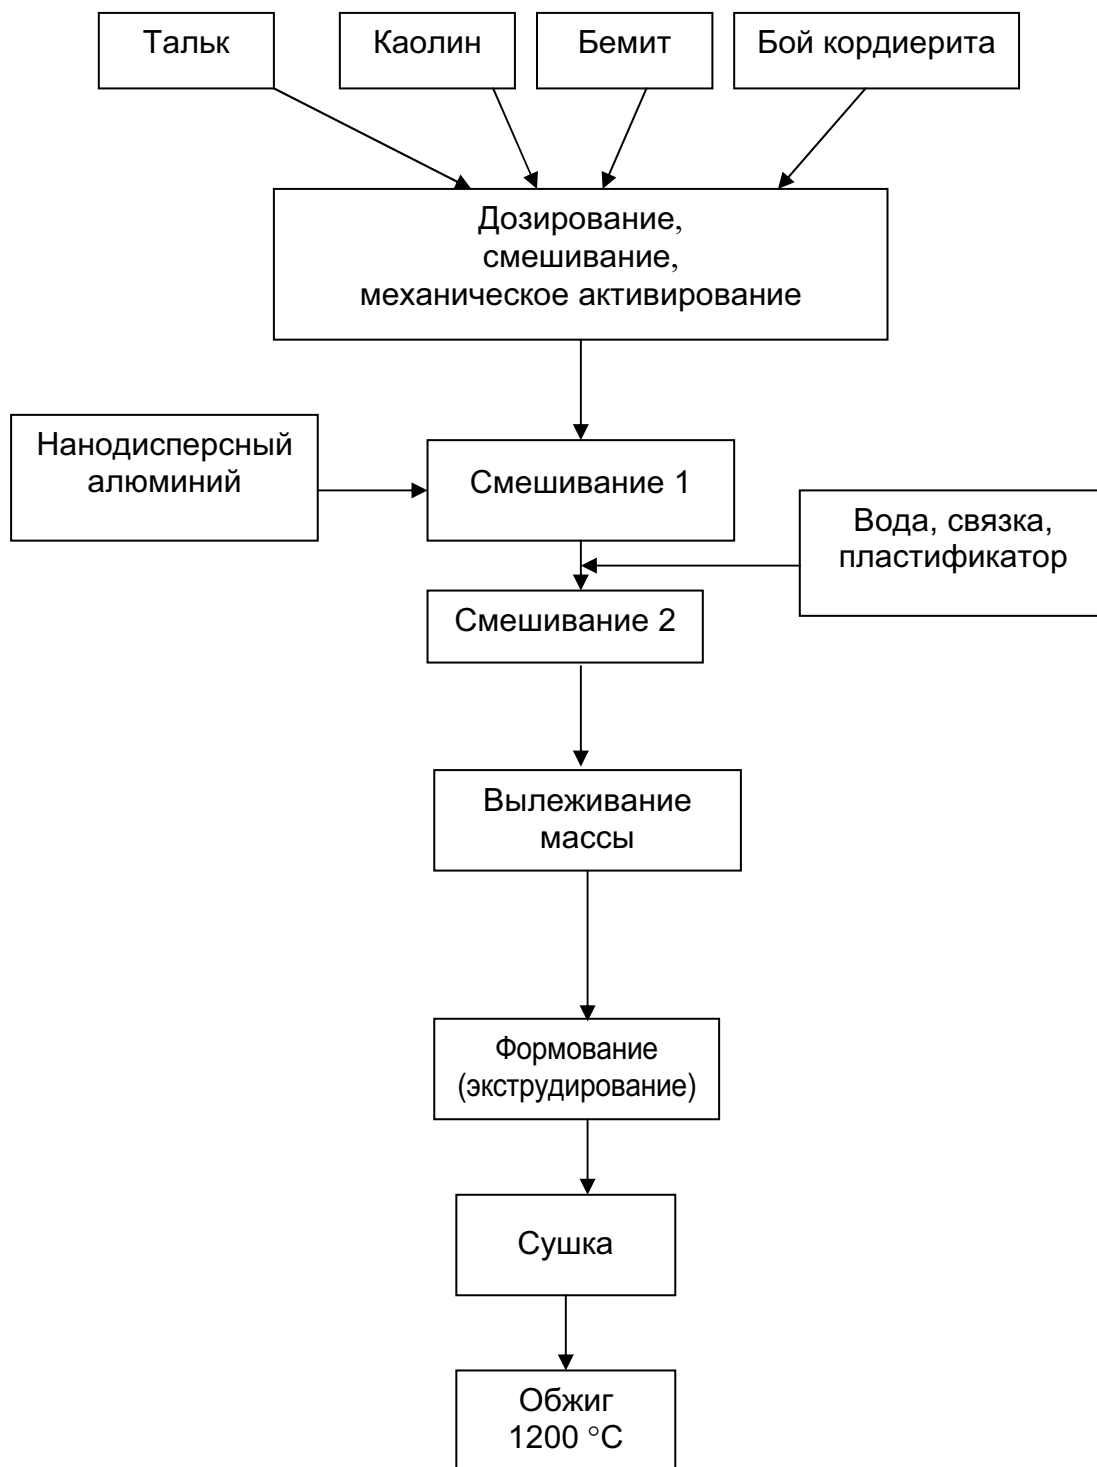 Тальк
Каолин
Бемит
Бой кордиерита
Дозирование,
смешивание,
механическое активирование
Нанодисперсный
алюминий
Смешивание 1
Вода, связка,
пластификатор
Смешивание 2
Вылеживание
массы
Формование
(экструдирование)
Сушка
Обжиг
1200 °С